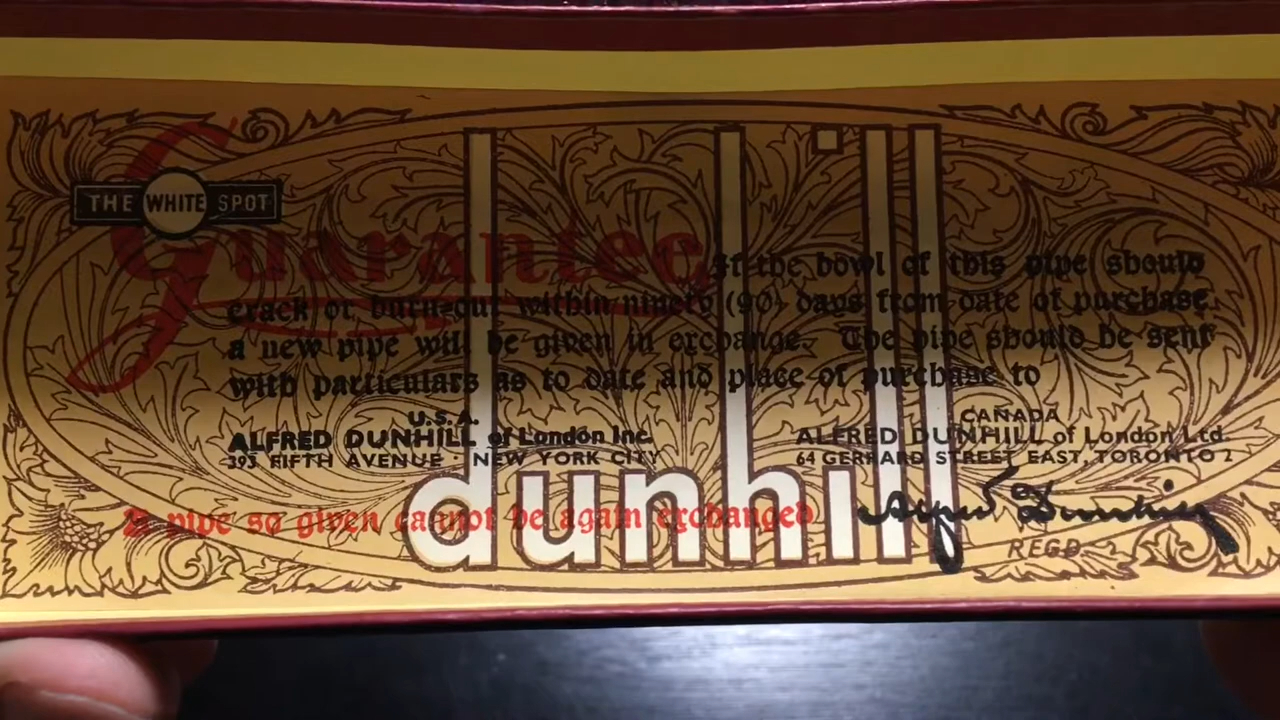 THE WHITE SPOT
Guarantee If the bowl of this pipe should
crack or burn-out within ninety (90) days from date of purchase
a new pipe will be given in exchange. The pipe should be sent
with particulars as to date and place of purchase to
U.S.A.
ALFRED DUNHILL of London Inc.
393 FIFTH AVENUE · NEW YORK CITY
CANADA
ALFRED DUNHILL of London Ltd.
64 GERRARD STREET EAST, TORONTO 2
dunhill
A pipe so given cannot be again exchanged
Alfred Dunhill
REGD.